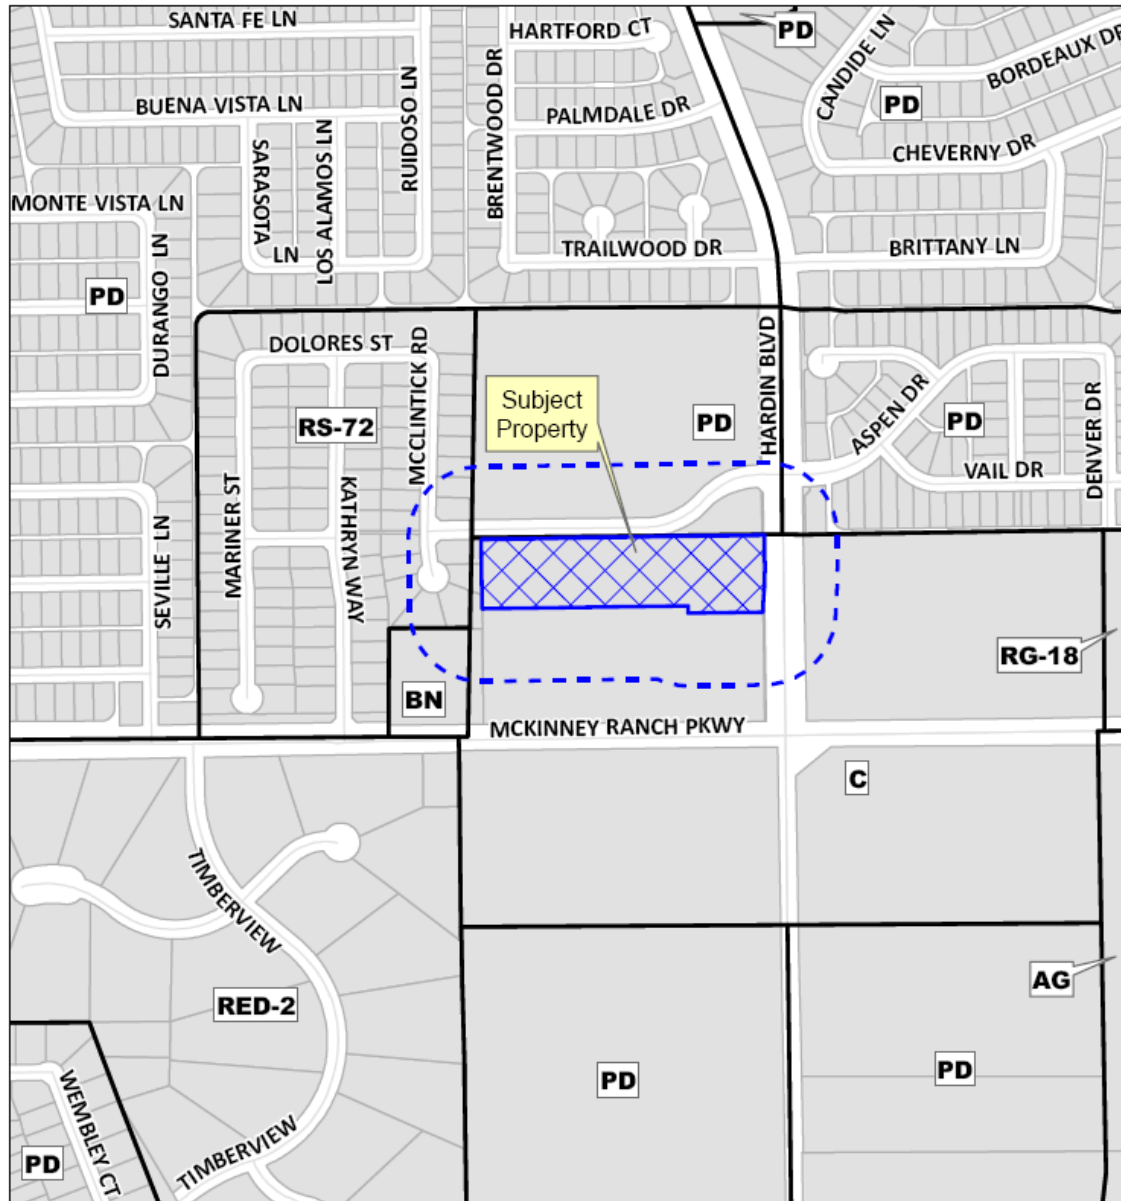 SANTA FE LN
HARTFORD CT
PD
CANDIDE LN
BORDEAUX DR
BUENA VISTA LN
RUIDOSO LN
BRENTWOOD DR
PALMDALE DR
PD
SARASOTA
LN
LOS ALAMOS LN
CHEVERNY DR
MONTE VISTA LN
TRAILWOOD DR
BRITTANY LN
PD
DURANGO LN
DOLORES ST
MCCLINTICK RD
HARDIN BLVD
Subject
Property
RS-72
PD
ASPEN DR
PD
VAIL DR
DENVER DR
SEVILLE LN
MARINER ST
KATHRYN WAY
RG-18
BN
MCKINNEY RANCH PKWY
C
TIMBERVIEW
RED-2
AG
PD
PD
WEMBLEY CT
PD
TIMBERVIEW